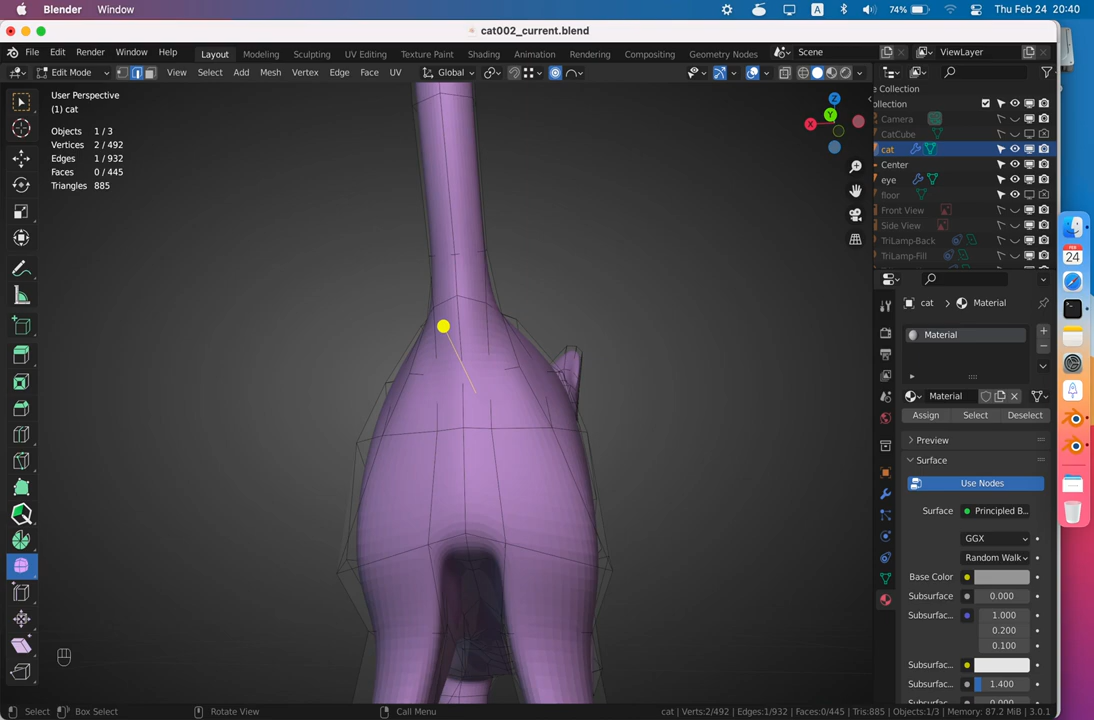 Blender Window
A 74% Thu Feb 24 20:40
cat002_current.blend
File Edit Render Window Help Layout Modeling Sculpting UV Editing Texture Paint Shading Animation Rendering Compositing Geometry Nodes Scene ViewLayer
Edit Mode View Select Add Mesh Vertex Edge Face UV Global
User Perspective
(1) cat
Objects 1 / 3
Vertices 2 / 492
Edges 1 / 932
Faces 0 / 445
Triangles 885
Z
Y
X
e Collection
ollection
Camera
CatCube
cat
Center
eye
floor
Front View
Side View
TriLamp-Back
TriLamp-Fill
cat Material
Material
Material
Assign Select Deselect
Preview
Surface
Use Nodes
Surface Principled B...
GGX
Random Walk
Base Color
Subsurface 0.000
Subsurfac... 1.000
0.200
0.100
Subsurfac...
Subsurfac... 1.400
FEB
24
Select Box Select Rotate View Call Menu cat | Verts:2/492 | Edges:1/932 | Faces:0/445 | Tris:885 | Objects:1/3 | Memory: 87.2 MiB | 3.0.1